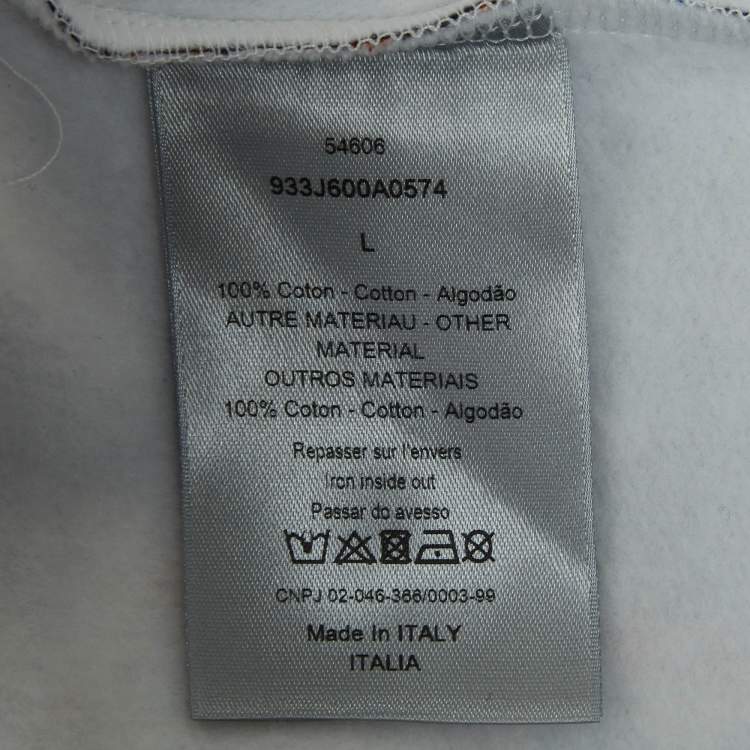 54606
933J600A0574
L
100% Coton - Cotton - Algodão
AUTRE MATERIAU - OTHER
MATERIAL
OUTROS MATERIAIS
100% Coton - Cotton - Algodão
Repasser sur l'envers
Iron inside out
Passar do avesso
CNPJ 02-046-366/0003-99
Made in ITALY
ITALIA